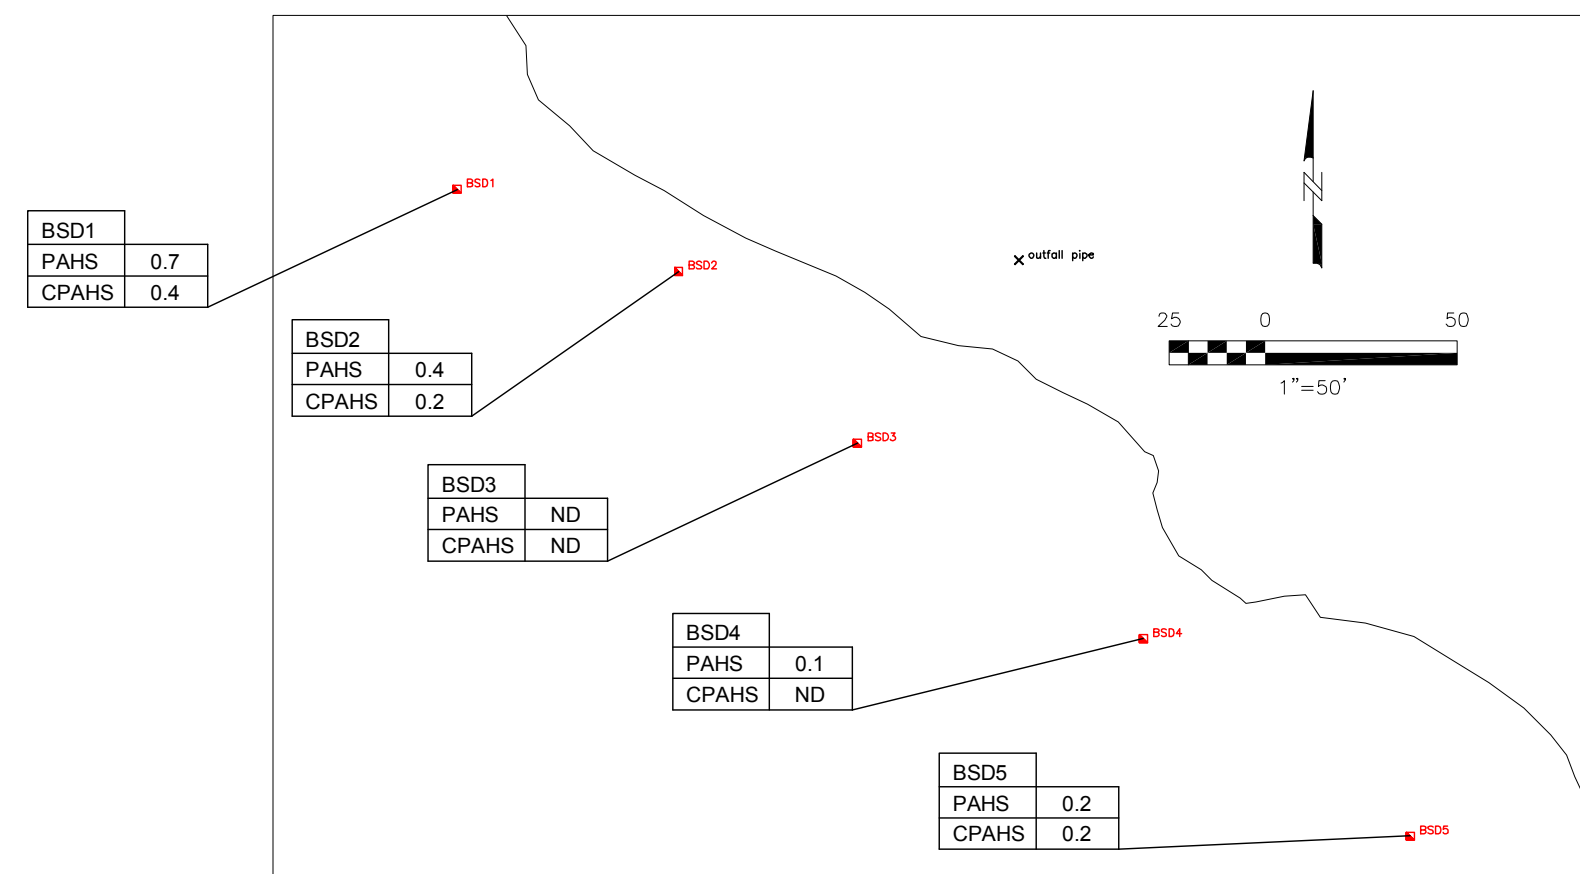 BSD1
BSD1
PAHS 0.7
CPAHS 0.4
BSD2
outfall pipe
N
BSD2
PAHS 0.4
CPAHS 0.2
25 0 50
1"=50'
BSD3
BSD3
PAHS ND
CPAHS ND
BSD4
BSD4
PAHS 0.1
CPAHS ND
BSD5
PAHS 0.2
CPAHS 0.2
BSD5